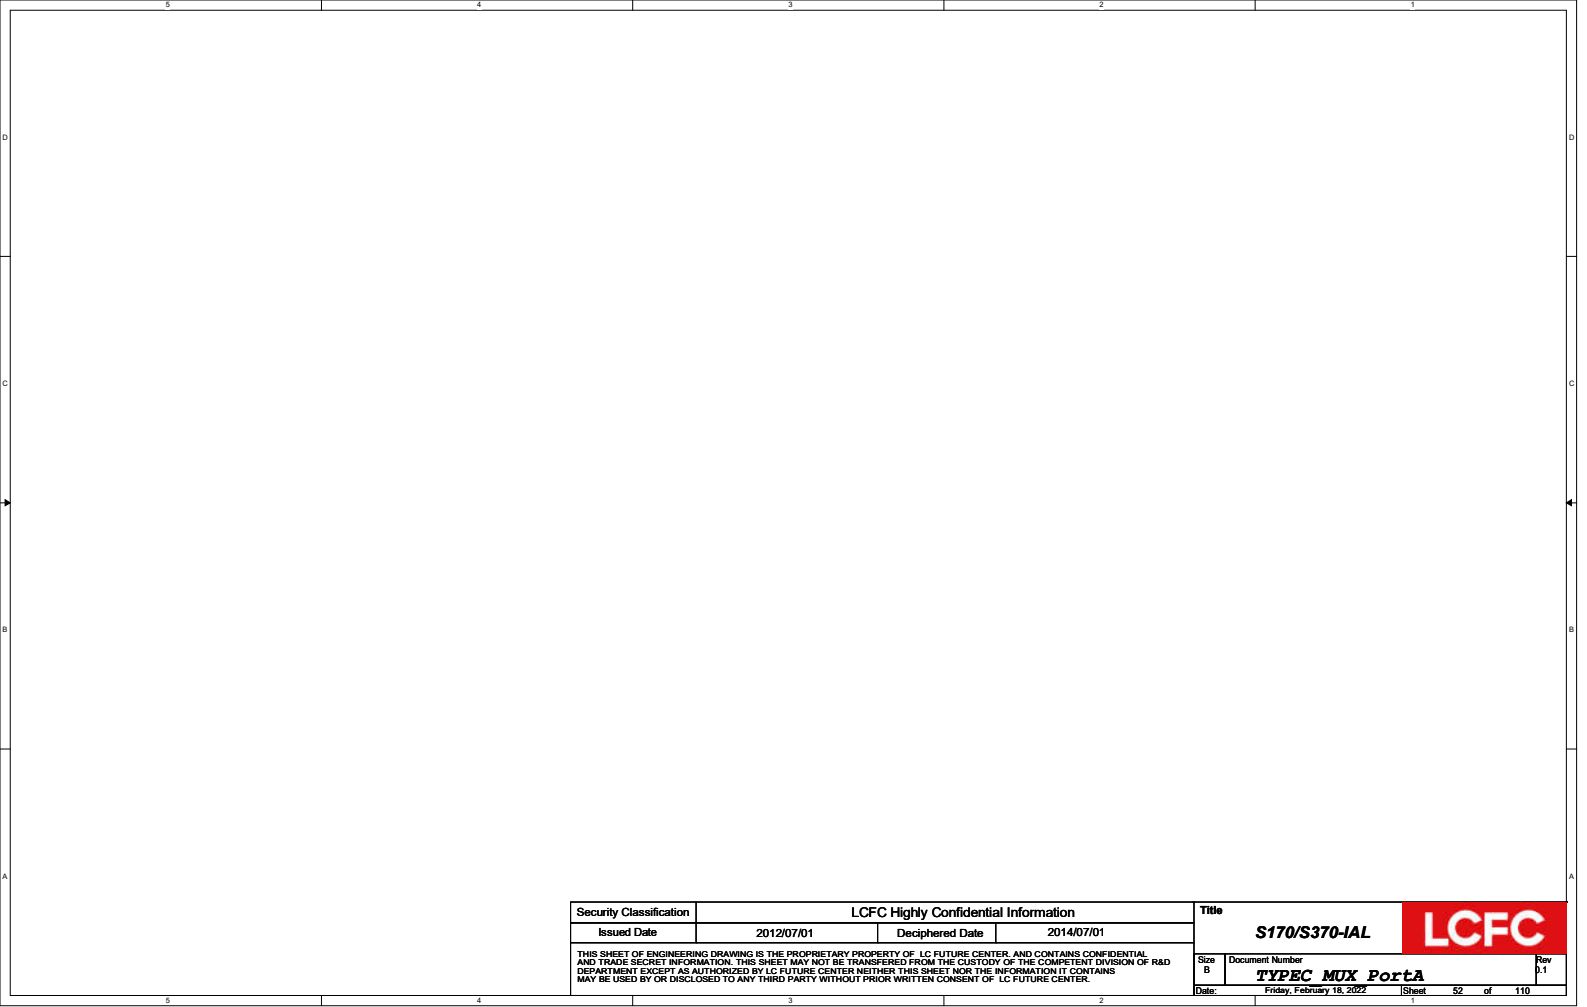 5 4 3 2 1
D D
C C
B B
A A
Security Classification LCFC Highly Confidential Information
Issued Date 2012/07/01 Deciphered Date 2014/07/01
THIS SHEET OF ENGINEERING DRAWING IS THE PROPRIETARY PROPERTY OF LC FUTURE CENTER. AND CONTAINS CONFIDENTIAL
AND TRADE SECRET INFORMATION. THIS SHEET MAY NOT BE TRANSFERED FROM THE CUSTODY OF THE COMPETENT DIVISION OF R&D
DEPARTMENT EXCEPT AS AUTHORIZED BY LC FUTURE CENTER NEITHER THIS SHEET NOR THE INFORMATION IT CONTAINS
MAY BE USED BY OR DISCLOSED TO ANY THIRD PARTY WITHOUT PRIOR WRITTEN CONSENT OF LC FUTURE CENTER.
Title
S170/S370-IAL
LCFC
Size Document Number Rev
B TYPEC_MUX_PortA 0.1
Date: Friday, February 18, 2022 Sheet 52 of 110
5 4 3 2 1